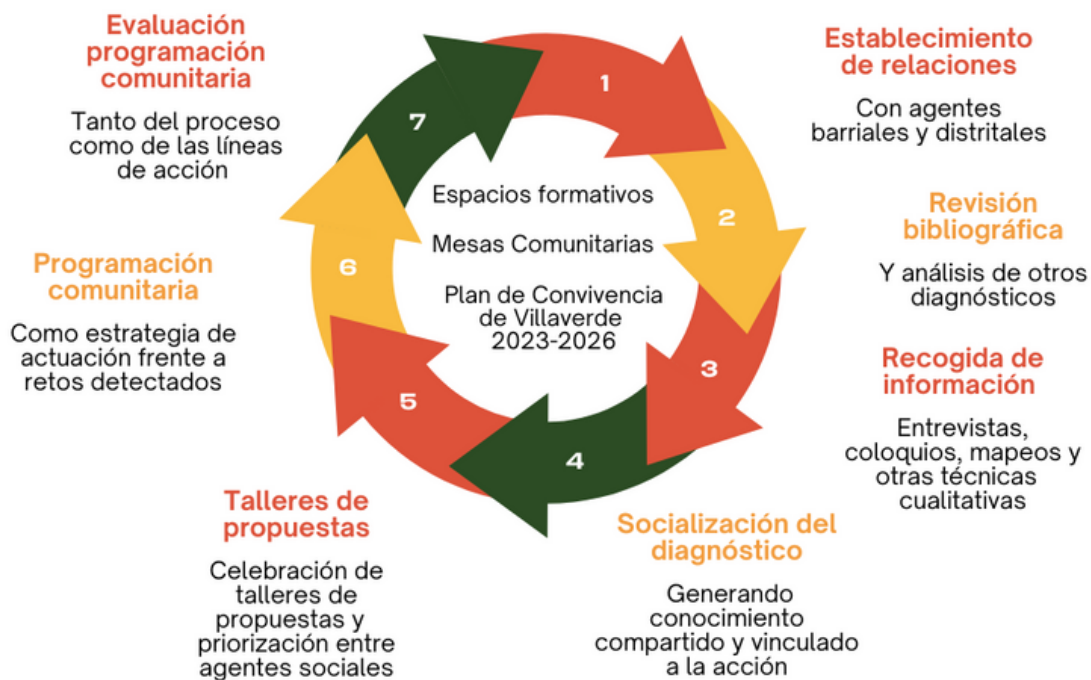 1
Establecimiento
de relaciones
Con agentes
barriales y distritales
2
Revisión
bibliográfica
Y análisis de otros
diagnósticos
3
Recogida de
información
Entrevistas,
coloquios, mapeos y
otras técnicas
cualitativas
4
Socialización del
diagnóstico
Generando
conocimiento
compartido y vinculado
a la acción
5
Talleres de
propuestas
Celebración de
talleres de
propuestas y
priorización entre
agentes sociales
6
Programación
comunitaria
Como estrategia de
actuación frente a
retos detectados
7
Evaluación
programación
comunitaria
Tanto del proceso
como de las líneas
de acción
Espacios formativos
Mesas Comunitarias
Plan de Convivencia
de Villaverde
2023-2026